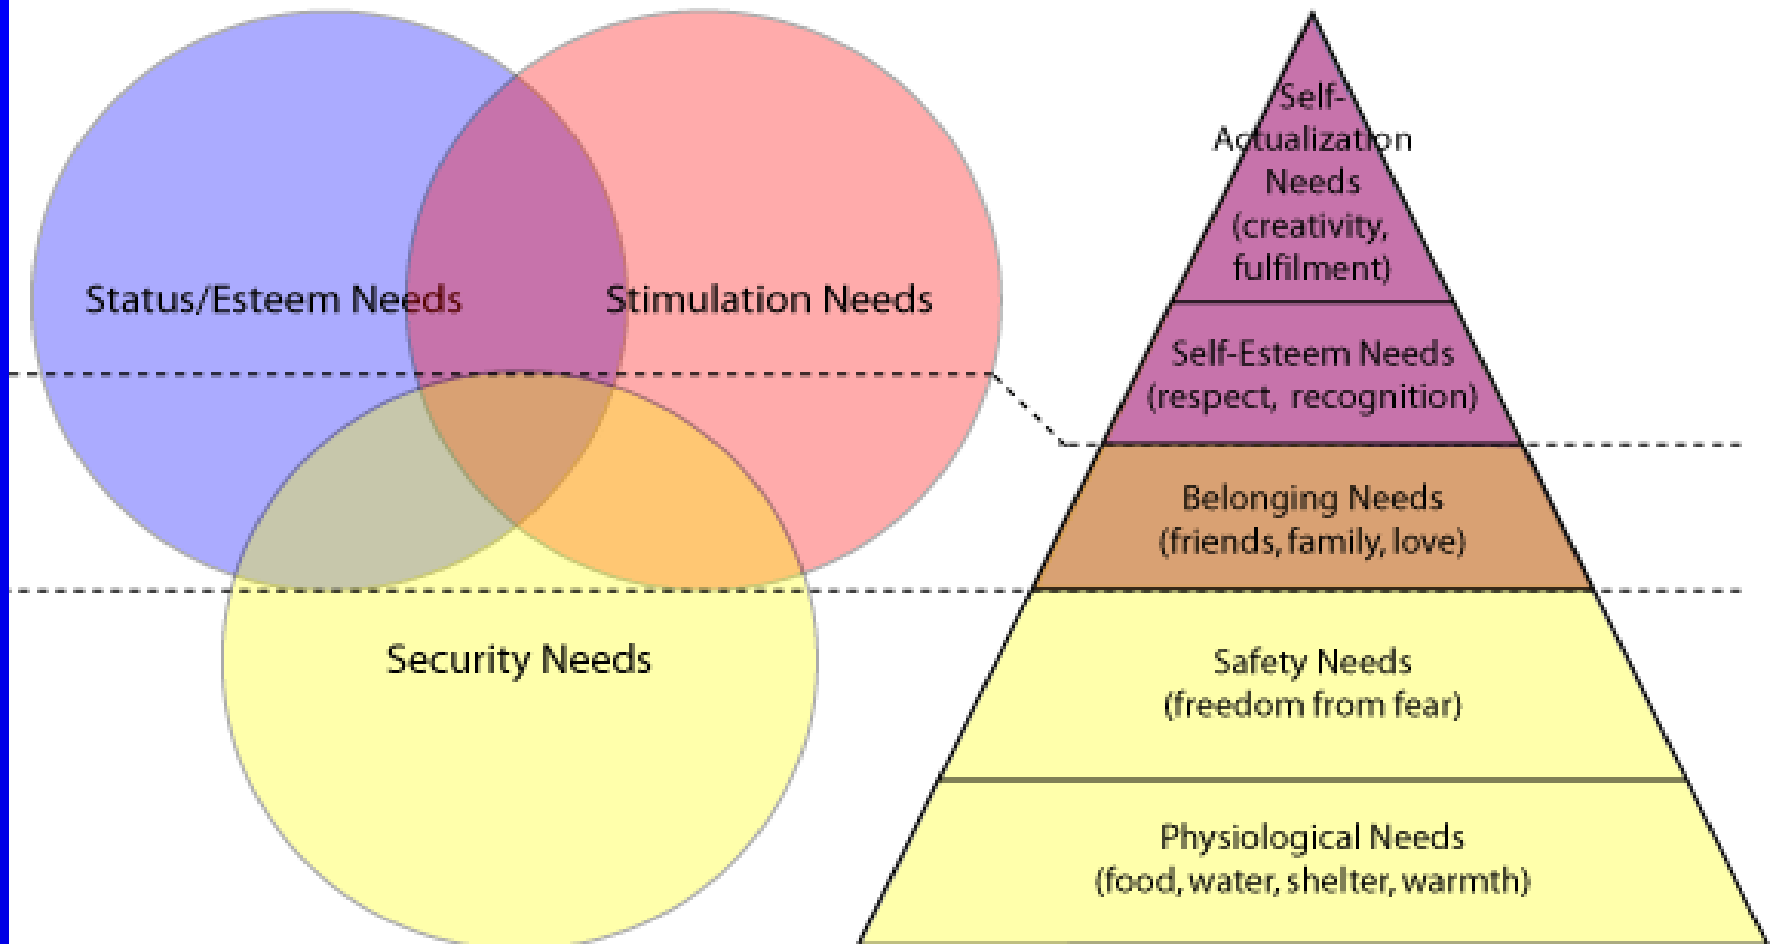 Status/Esteem Needs
Stimulation Needs
Security Needs
Self-
Actualization
Needs
(creativity,
fulfilment)
Self-Esteem Needs
(respect, recognition)
Belonging Needs
(friends, family, love)
Safety Needs
(freedom from fear)
Physiological Needs
(food, water, shelter, warmth)